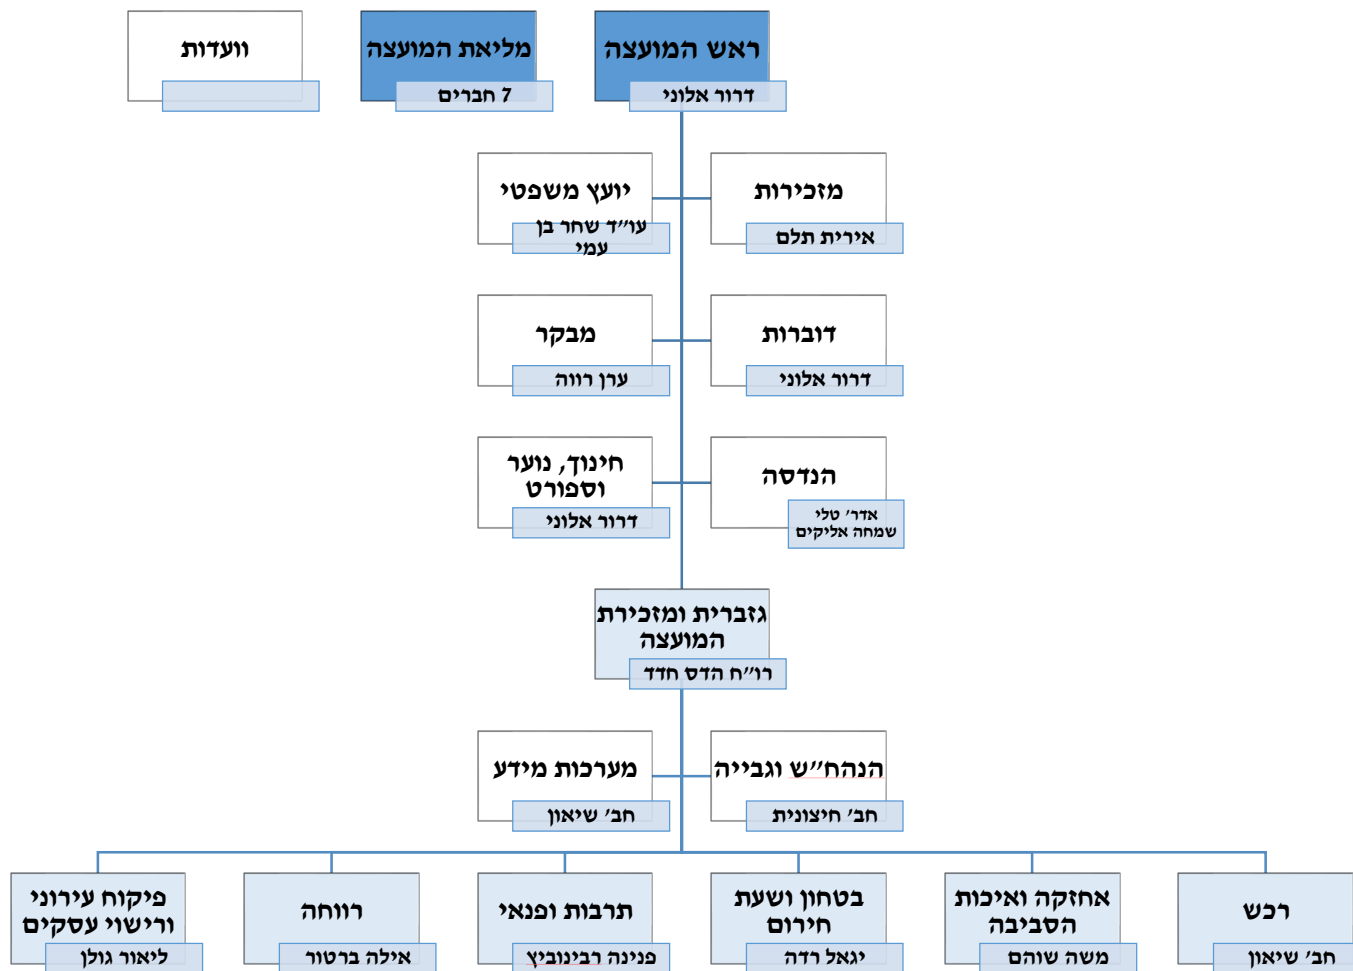 ראש המועצה
דרור אלוני
מליאת המועצה
7 חברים
וועדות
מזכירות
אירית תלם
יועץ משפטי
עו"ד שחר בן
עמי
דוברות
דרור אלוני
מבקר
ערן רווה
הנדסה
אדר' טלי
שמחה אליקים
חינוך, נוער
וספורט
דרור אלוני
גזברית ומזכירת
המועצה
רו"ח הדס חדד
הנהח"ש וגבייה
חב' חיצונית
מערכות מידע
חב' שיאון
רכש
חב' שיאון
אחזקה ואיכות
הסביבה
משה שוהם
בטחון ושעת
חירום
יגאל רדה
תרבות ופנאי
פנינה רבינוביץ
רווחה
אילה ברטור
פיקוח עירוני
ורישוי עסקים
ליאור גולן